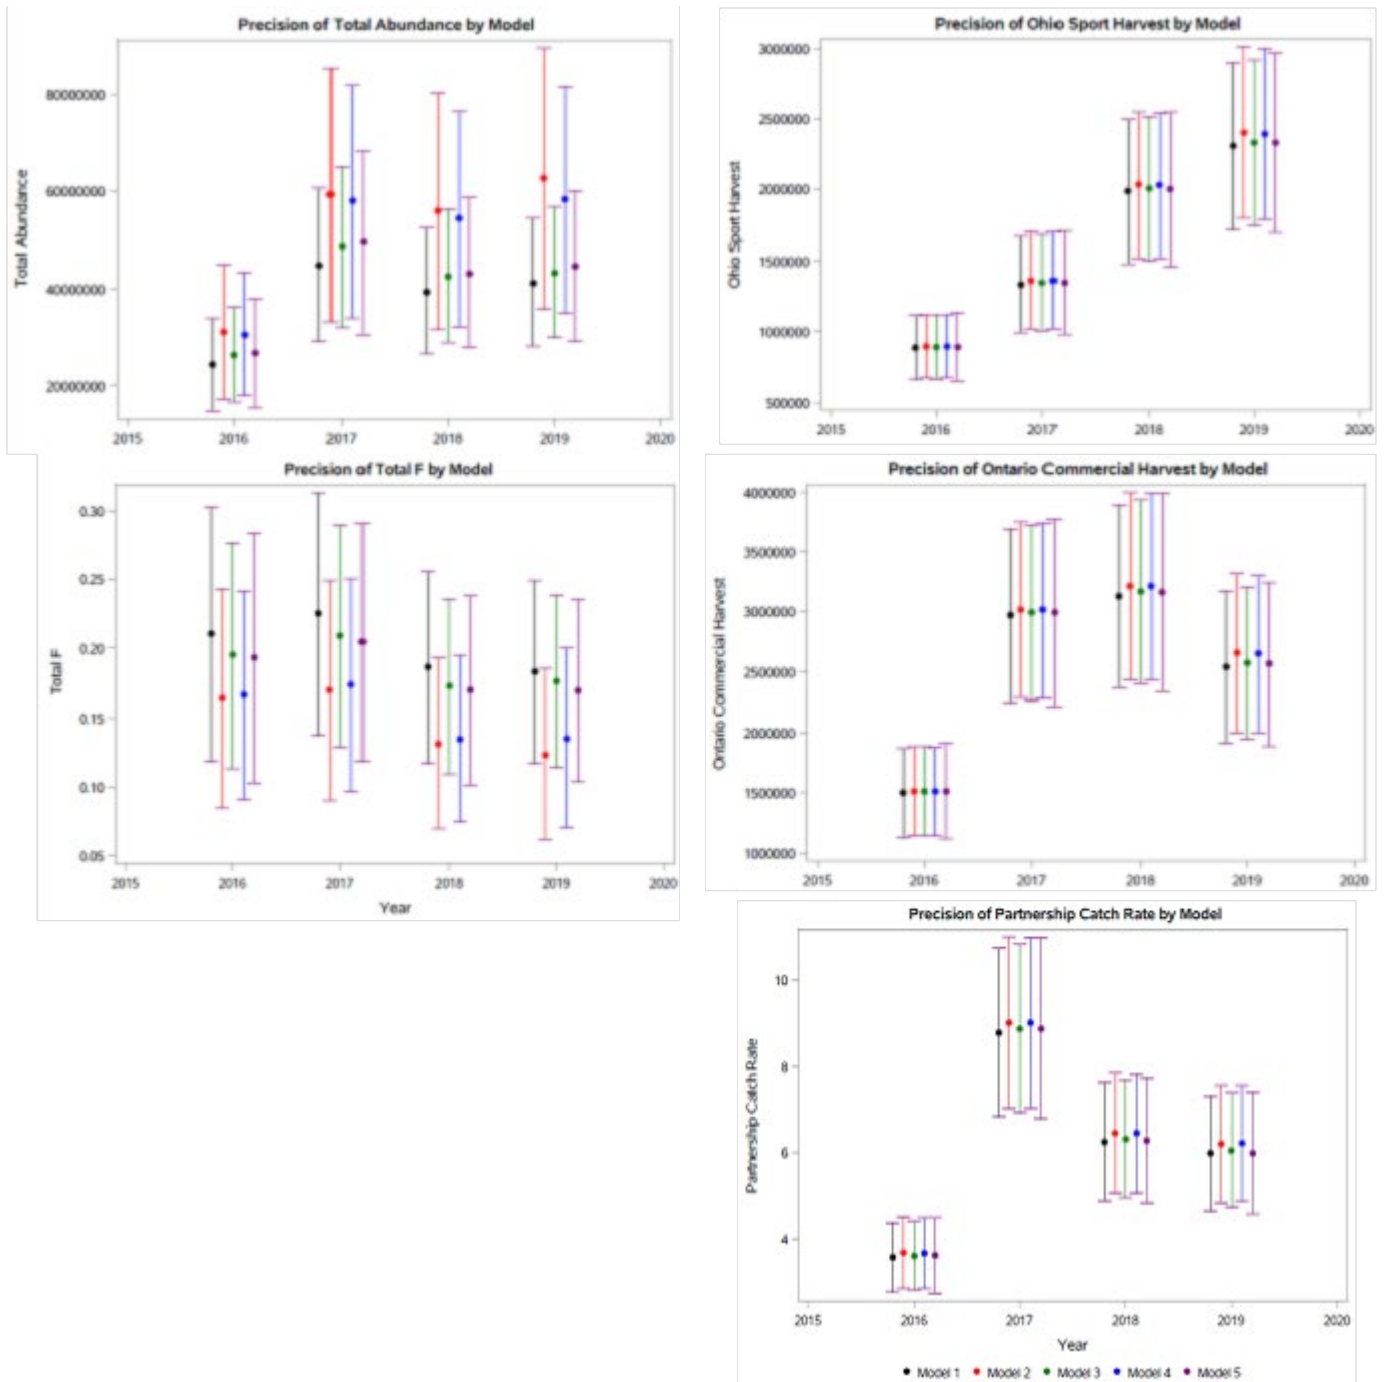 Precision of Total Abundance by Model
Total Abundance
80000000
60000000
40000000
20000000
2015 2016 2017 2018 2019 2020
Precision of Ohio Sport Harvest by Model
Ohio Sport Harvest
3000000
2500000
2000000
1500000
1000000
500000
2015 2016 2017 2018 2019 2020
Precision of Total F by Model
Total F
0.30
0.25
0.20
0.15
0.10
0.05
2015 2016 2017 2018 2019 2020
Year
Precision of Ontario Commercial Harvest by Model
Ontario Commercial Harvest
4000000
3500000
3000000
2500000
2000000
1500000
1000000
2015 2016 2017 2018 2019 2020
Precision of Partnership Catch Rate by Model
Partnership Catch Rate
10
8
6
4
2015 2016 2017 2018 2019 2020
Year
Model 1 Model 2 Model 3 Model 4 Model 5